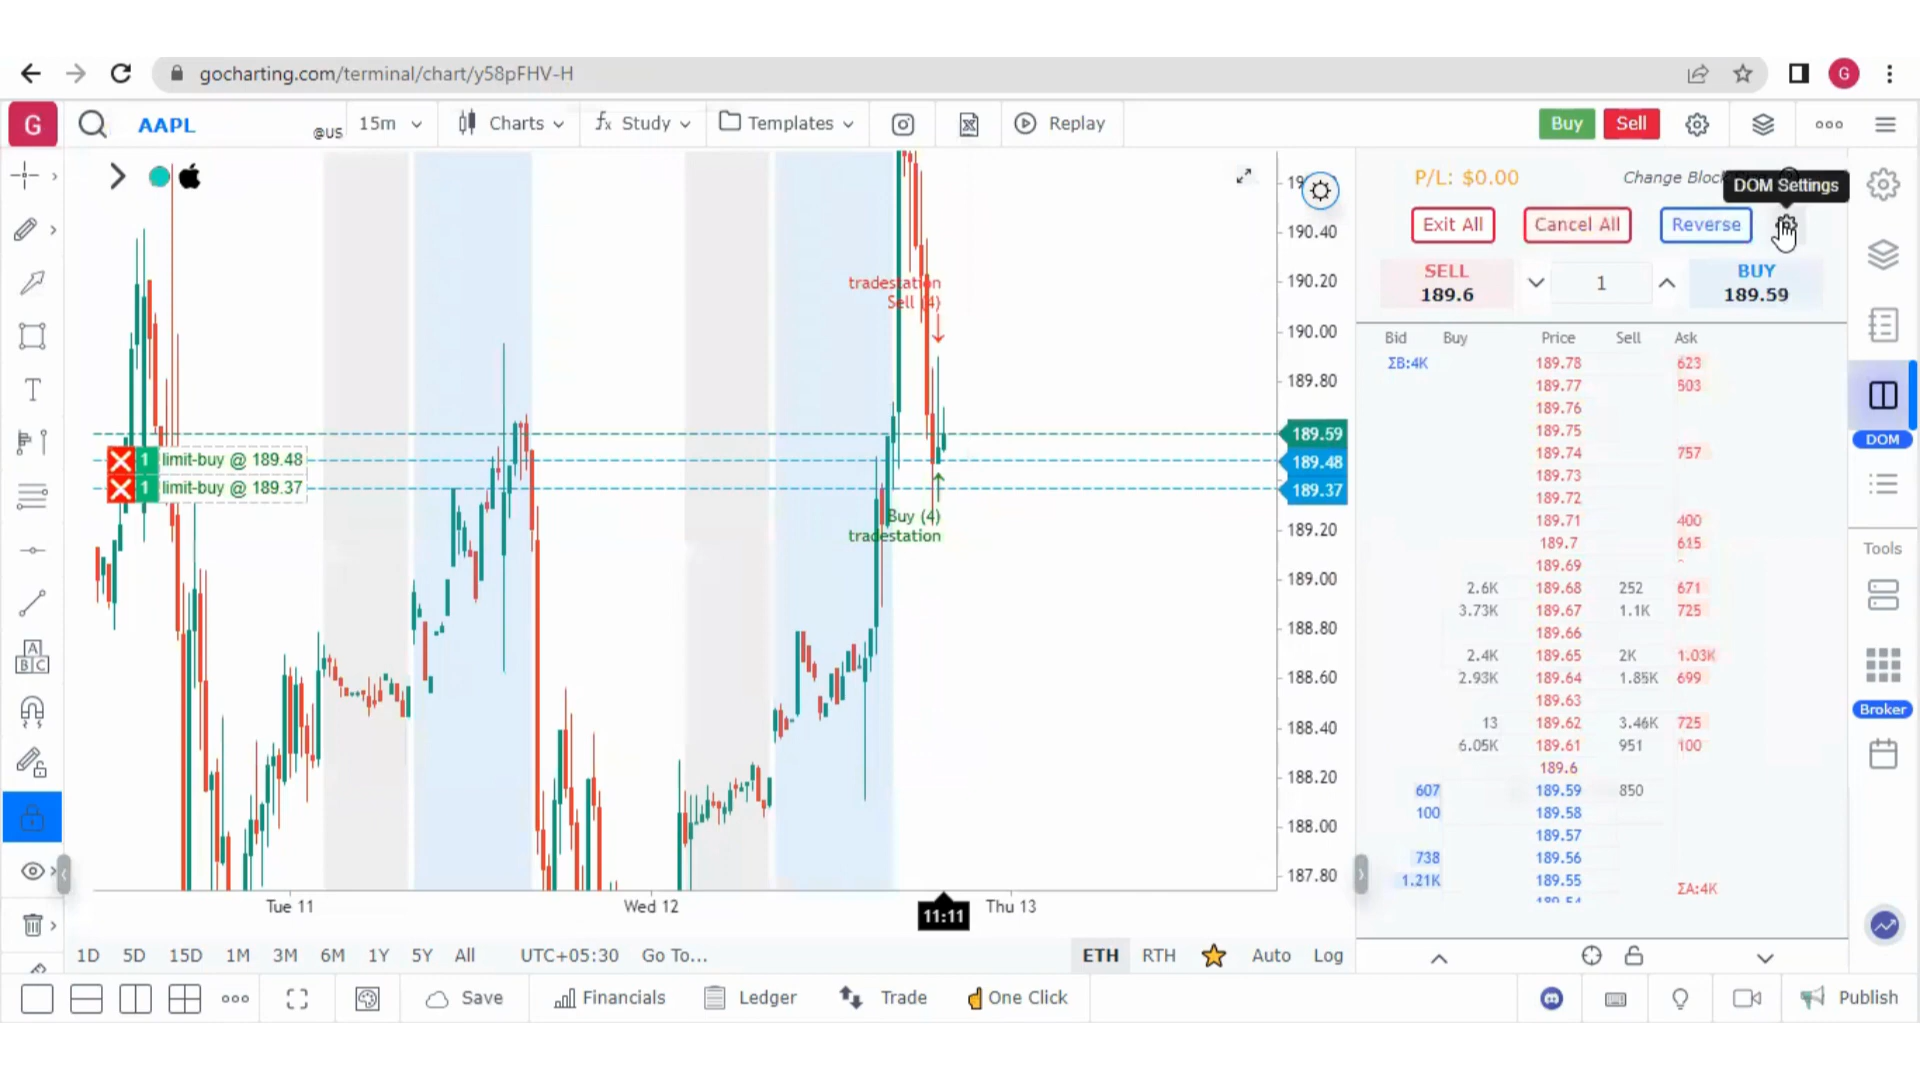 gocharting.com/terminal/chart/y58pFHV-H
G
G
AAPL
@US
15m
Charts
fx Study
Templates
Replay
Buy
Sell
P/L: $0.00
Change Block
DOM Settings
Exit All
Cancel All
Reverse
SELL
189.6
1
BUY
189.59
Bid
Buy
Price
Sell
Ask
ΣB:4K
189.78
623
189.77
503
189.76
189.75
189.74
757
189.73
189.72
189.71
400
189.7
615
189.69
2.6K
189.68
252
671
3.73K
189.67
1.1K
725
189.66
2.4K
189.65
2K
1.03K
2.93K
189.64
1.85K
699
189.63
13
189.62
3.46K
725
6.05K
189.61
951
100
189.6
607
189.59
850
100
189.58
189.57
738
189.56
1.21K
189.55
ΣA:4K
189.54
DOM
Tools
Broker
190.40
190.20
190.00
189.80
189.59
189.48
189.37
189.20
189.00
188.80
188.60
188.40
188.20
188.00
187.80
tradestation
Sell (4)
1 limit-buy @ 189.48
1 limit-buy @ 189.37
Buy (4)
tradestation
T
A
B C
Tue 11
Wed 12
11:11
Thu 13
1D
5D
15D
1M
3M
6M
1Y
5Y
All
UTC+05:30
Go To...
ETH
RTH
Auto
Log
Save
Financials
Ledger
Trade
One Click
Publish